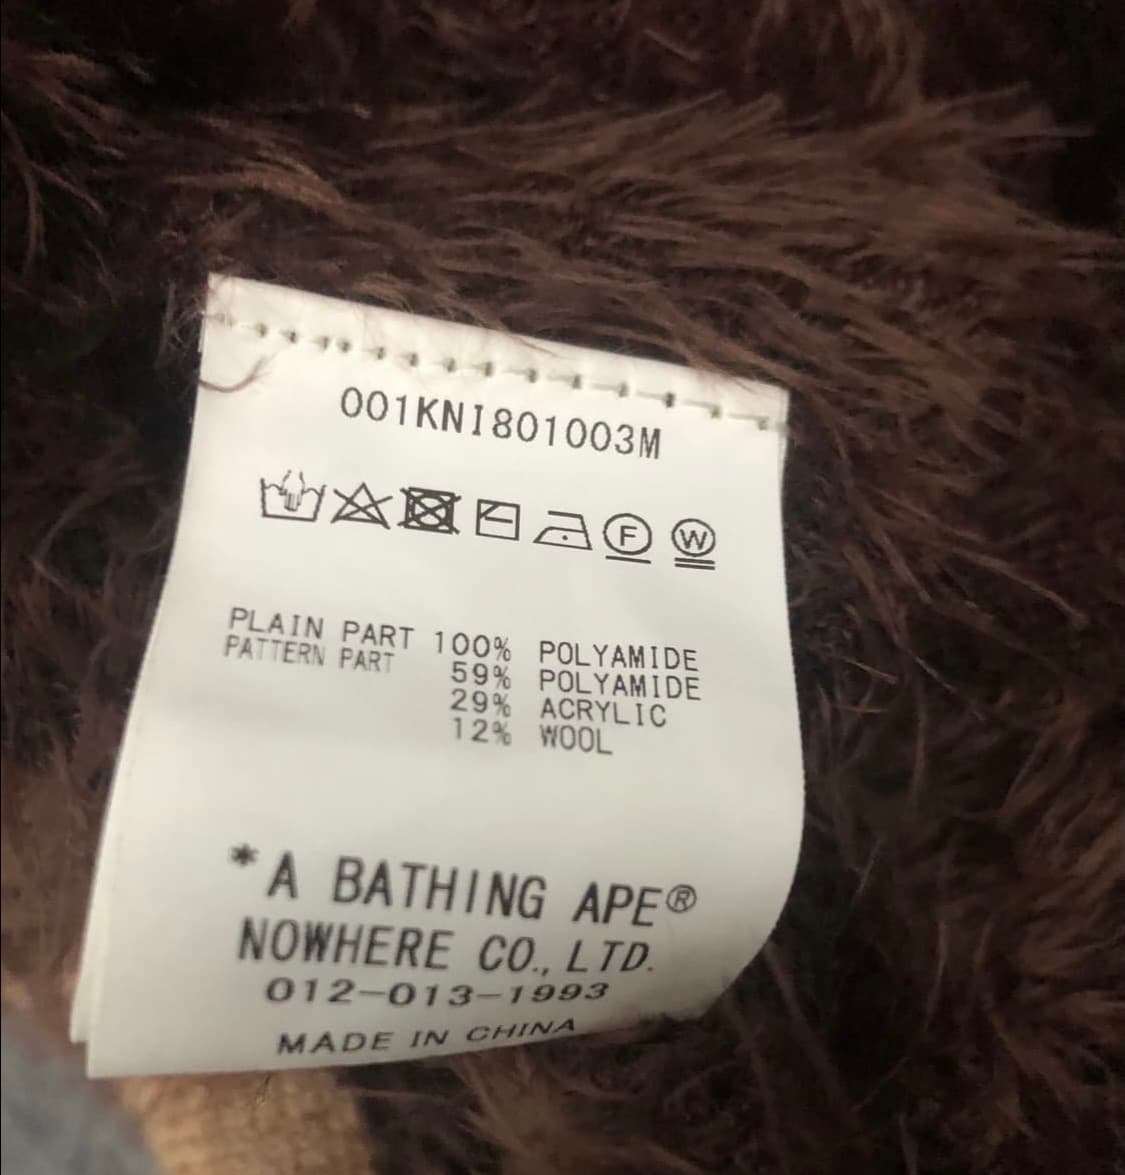 001KNI801003M
F W
PLAIN PART 100% POLYAMIDE
PATTERN PART 59% POLYAMIDE
29% ACRYLIC
12% WOOL
*A BATHING APE®
NOWHERE CO., LTD.
012-013-1993
MADE IN CHINA